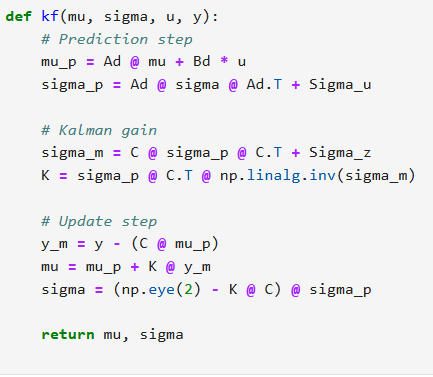 def kf(mu, sigma, u, y):
    # Prediction step
    mu_p = Ad @ mu + Bd * u
    sigma_p = Ad @ sigma @ Ad.T + Sigma_u

    # Kalman gain
    sigma_m = C @ sigma_p @ C.T + Sigma_z
    K = sigma_p @ C.T @ np.linalg.inv(sigma_m)

    # Update step
    y_m = y - (C @ mu_p)
    mu = mu_p + K @ y_m
    sigma = (np.eye(2) - K @ C) @ sigma_p

    return mu, sigma